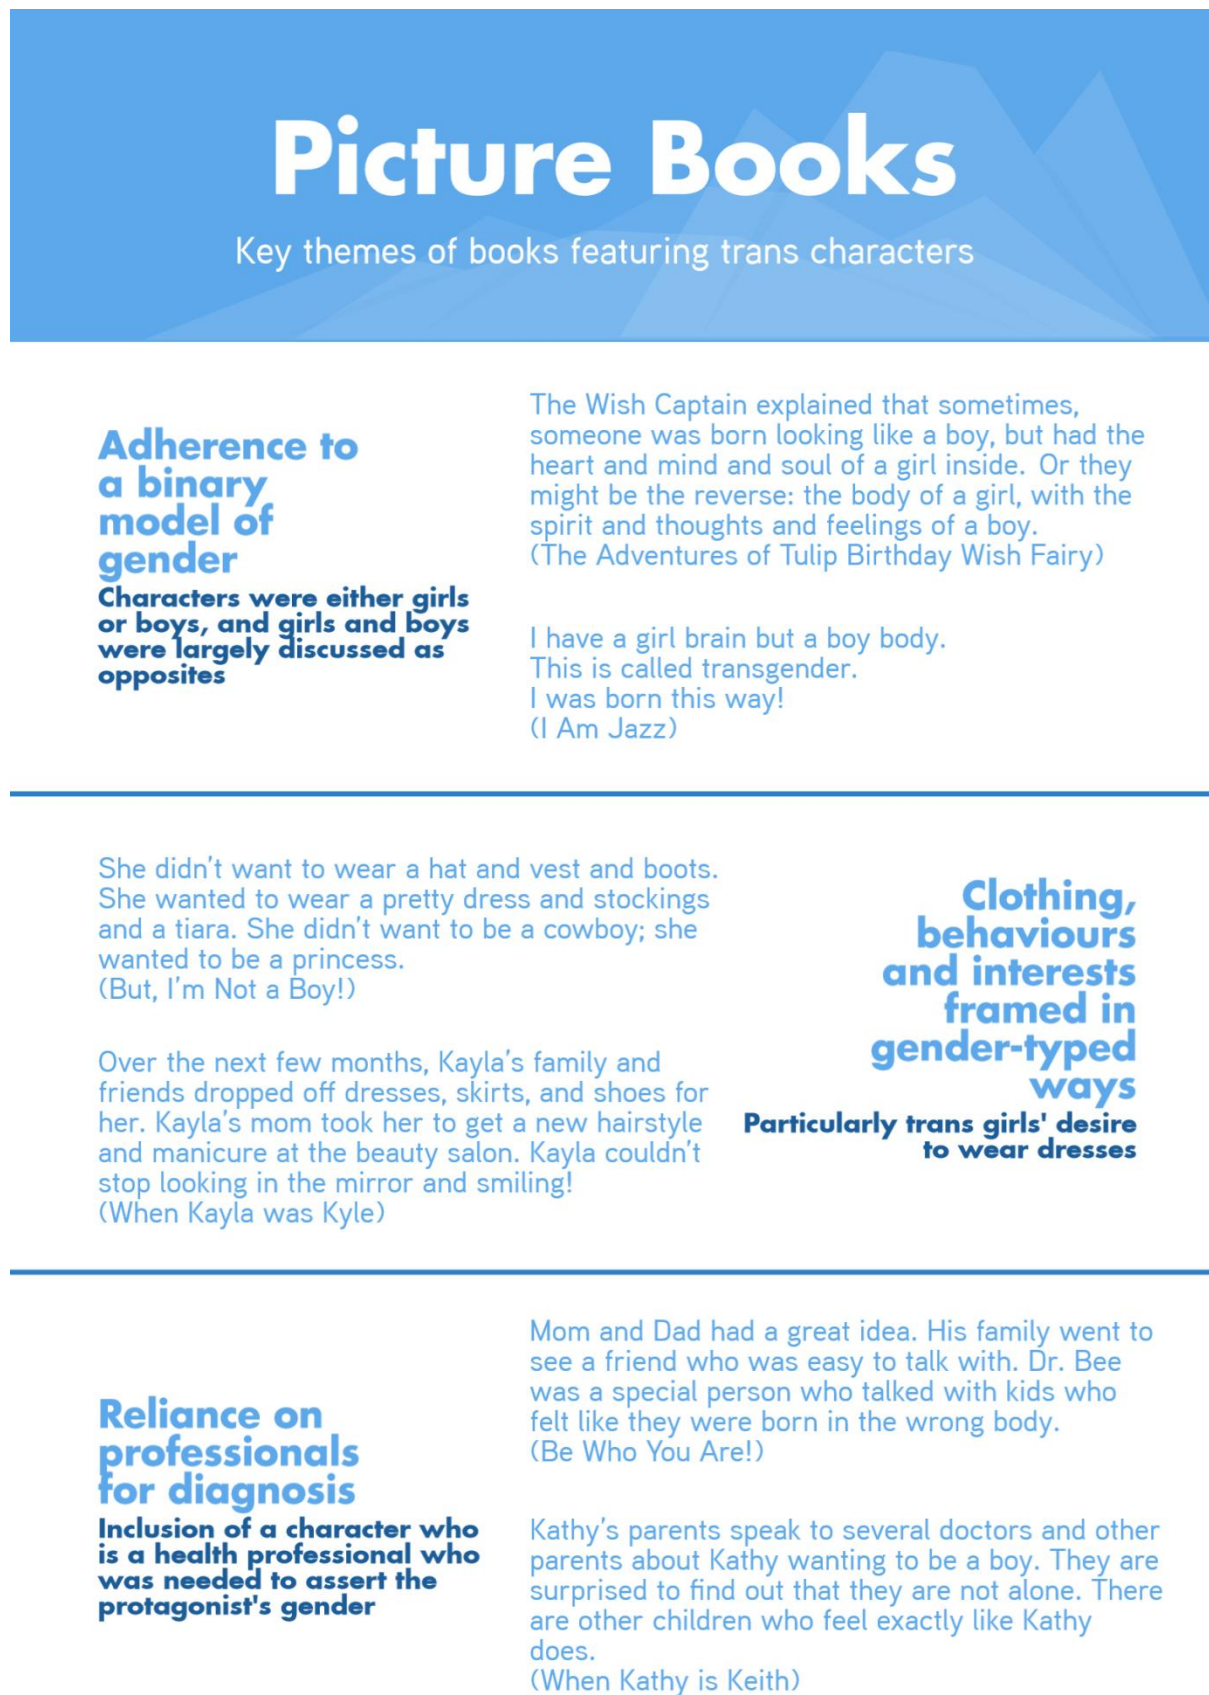 Picture Books
Key themes of books featuring trans characters
Adherence to
a binary
model of
gender
Characters were either girls
or boys, and girls and boys
were largely discussed as
opposites
The Wish Captain explained that sometimes,
someone was born looking like a boy, but had the
heart and mind and soul of a girl inside. Or they
might be the reverse: the body of a girl, with the
spirit and thoughts and feelings of a boy.
(The Adventures of Tulip Birthday Wish Fairy)
I have a girl brain but a boy body.
This is called transgender.
I was born this way!
(I Am Jazz)
She didn't want to wear a hat and vest and boots.
She wanted to wear a pretty dress and stockings
and a tiara. She didn't want to be a cowboy; she
wanted to be a princess.
(But, I'm Not a Boy!)
Over the next few months, Kayla's family and
friends dropped off dresses, skirts, and shoes for
her. Kayla's mom took her to get a new hairstyle
and manicure at the beauty salon. Kayla couldn't
stop looking in the mirror and smiling!
(When Kayla was Kyle)
Clothing,
behaviours
and interests
framed in
gender-typed
ways
Particularly trans girls' desire
to wear dresses
Reliance on
professionals
for diagnosis
Inclusion of a character who
is a health professional who
was needed to assert the
protagonist's gender
Mom and Dad had a great idea. His family went to
see a friend who was easy to talk with. Dr. Bee
was a special person who talked with kids who
felt like they were born in the wrong body.
(Be Who You Are!)
Kathy's parents speak to several doctors and other
parents about Kathy wanting to be a boy. They are
surprised to find out that they are not alone. There
are other children who feel exactly like Kathy
does.
(When Kathy is Keith)